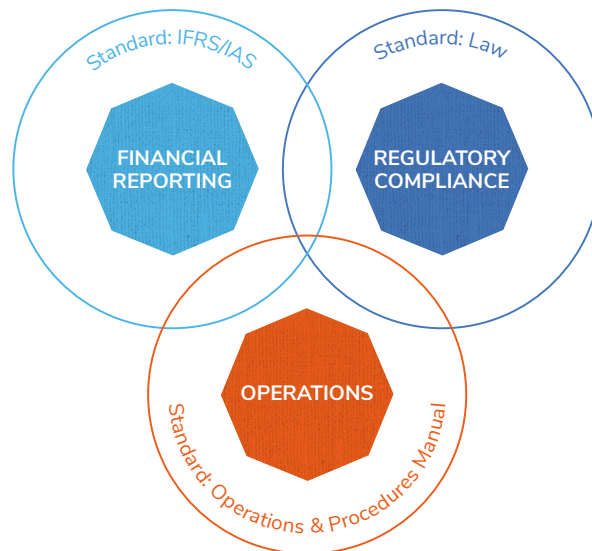 Standard: IFRS/IAS
Standard: Law
FINANCIAL
REPORTING
REGULATORY
COMPLIANCE
OPERATIONS
Standard: Operations & Procedures Manual